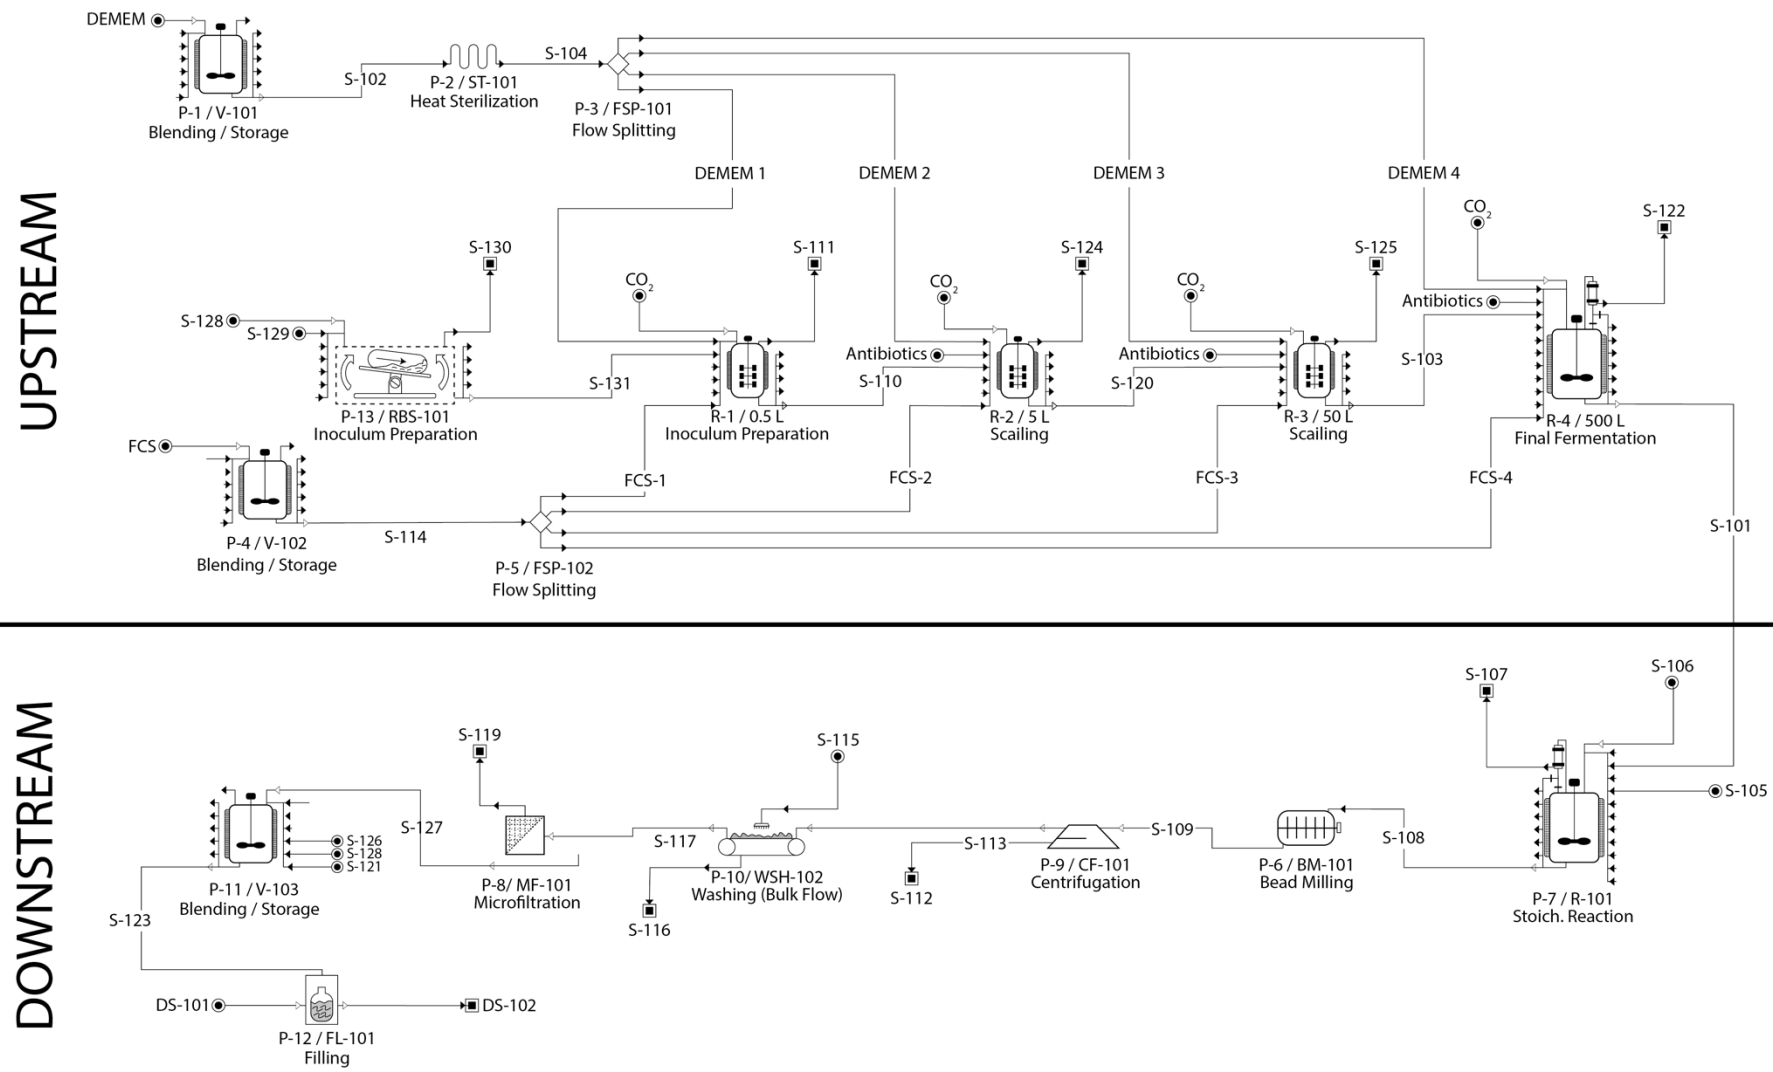 UPSTREAM
DEMEM
P-1 / V-101
Blending / Storage
S-102
P-2 / ST-101
Heat Sterilization
S-104
P-3 / FSP-101
Flow Splitting
DEMEM 1
DEMEM 2
DEMEM 3
DEMEM 4
S-128
S-129
S-130
P-13 / RBS-101
Inoculum Preparation
S-131
CO2
S-111
R-1 / 0.5 L
Inoculum Preparation
CO2
S-124
Antibiotics
S-110
R-2 / 5 L
Scailing
CO2
S-125
Antibiotics
S-120
R-3 / 50 L
Scailing
CO2
S-122
Antibiotics
S-103
R-4 / 500 L
Final Fermentation
FCS
P-4 / V-102
Blending / Storage
S-114
P-5 / FSP-102
Flow Splitting
FCS-1
FCS-2
FCS-3
FCS-4
S-101
DOWNSTREAM
S-107
S-106
S-105
P-7 / R-101
Stoich. Reaction
S-108
P-6 / BM-101
Bead Milling
S-109
P-9 / CF-101
Centrifugation
S-113
S-112
S-115
P-10/ WSH-102
Washing (Bulk Flow)
S-116
S-117
S-119
P-8/ MF-101
Microfiltration
S-127
S-126
S-128
S-121
P-11 / V-103
Blending / Storage
S-123
DS-101
DS-102
P-12 / FL-101
Filling